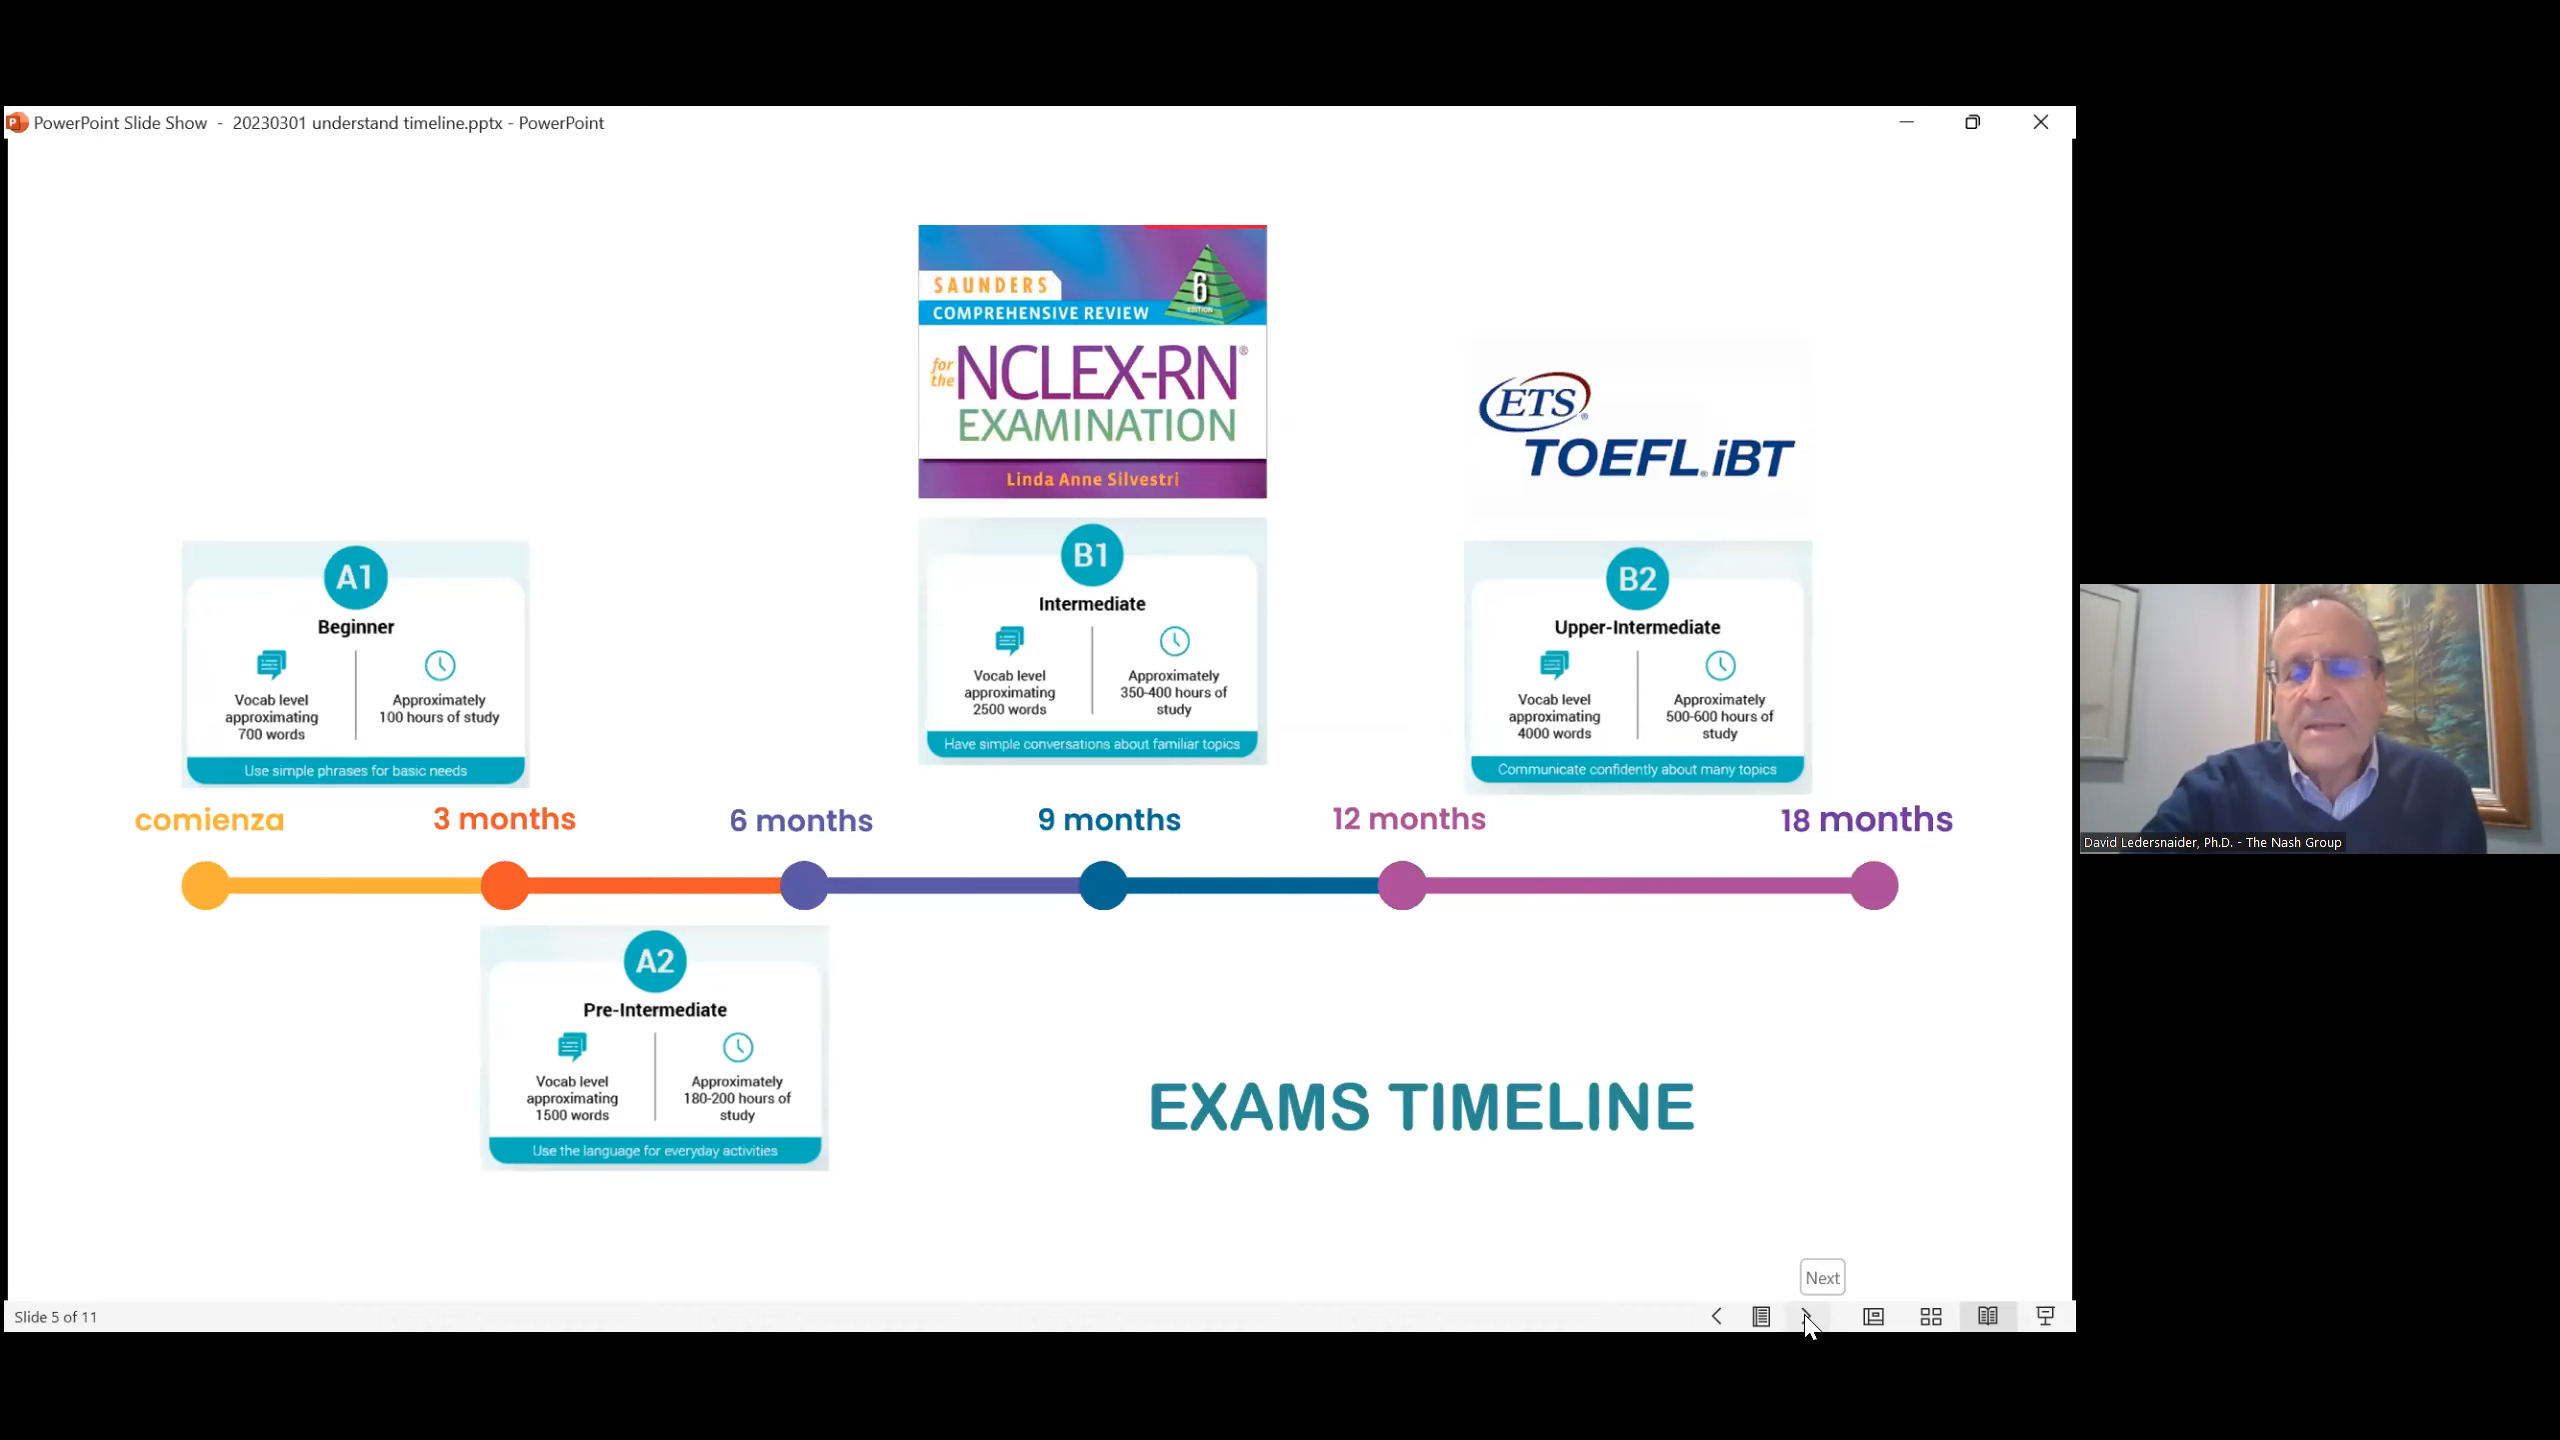 PowerPoint Slide Show - 20230301 understand timeline.pptx - PowerPoint
SAUNDERS
COMPREHENSIVE REVIEW
6
EDITION
for the NCLEX-RN®
EXAMINATION
Linda Anne Silvestri
ETS®
TOEFL®iBT
A1
Beginner
Vocab level
approximating
700 words
Approximately
100 hours of study
Use simple phrases for basic needs
B1
Intermediate
Vocab level
approximating
2500 words
Approximately
350-400 hours of
study
Have simple conversations about familiar topics
B2
Upper-Intermediate
Vocab level
approximating
4000 words
Approximately
500-600 hours of
study
Communicate confidently about many topics
comienza
3 months
6 months
9 months
12 months
18 months
A2
Pre-Intermediate
Vocab level
approximating
1500 words
Approximately
180-200 hours of
study
Use the language for everyday activities
EXAMS TIMELINE
Next
Slide 5 of 11
David Ledersnaider, Ph.D. - The Nash Group